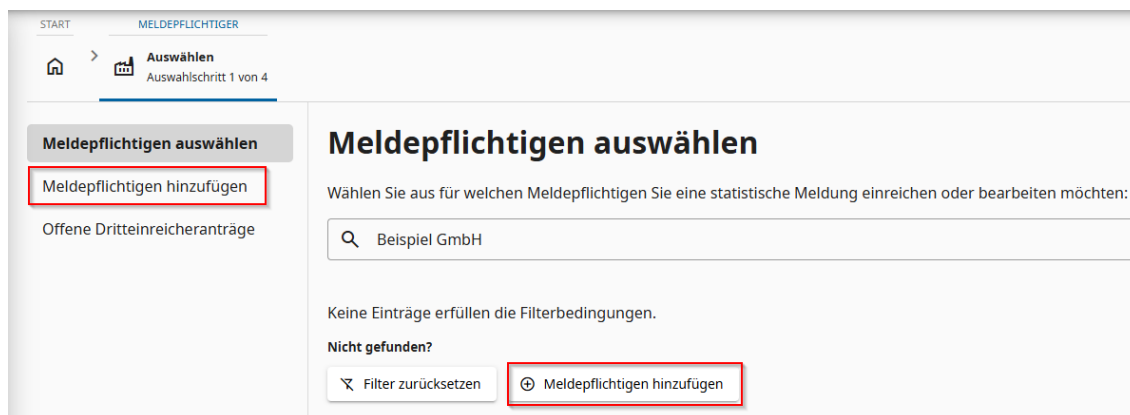 START
MELDEPFLICHTIGER
Auswählen
Auswahlschritt 1 von 4
Meldepflichtigen auswählen
Meldepflichtigen hinzufügen
Offene Dritteinreicheranträge
Meldepflichtigen auswählen
Wählen Sie aus für welchen Meldepflichtigen Sie eine statistische Meldung einreichen oder bearbeiten möchten:
Beispiel GmbH
Keine Einträge erfüllen die Filterbedingungen.
Nicht gefunden?
Filter zurücksetzen
Meldepflichtigen hinzufügen